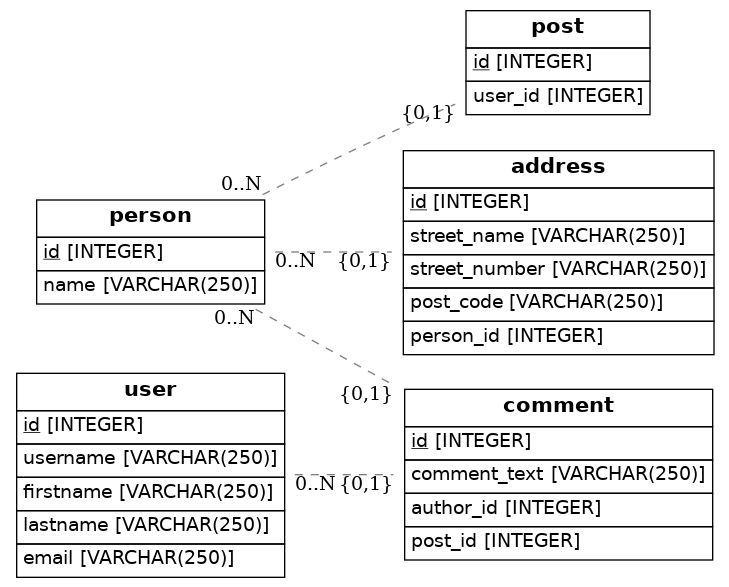 post
id [INTEGER]
user_id [INTEGER]
{0,1}
0..N
person
id [INTEGER]
name [VARCHAR(250)]
0..N
{0,1}
address
id [INTEGER]
street_name [VARCHAR(250)]
street_number [VARCHAR(250)]
post_code [VARCHAR(250)]
person_id [INTEGER]
0..N
{0,1}
user
id [INTEGER]
username [VARCHAR(250)]
firstname [VARCHAR(250)]
lastname [VARCHAR(250)]
email [VARCHAR(250)]
0..N
{0,1}
comment
id [INTEGER]
comment_text [VARCHAR(250)]
author_id [INTEGER]
post_id [INTEGER]